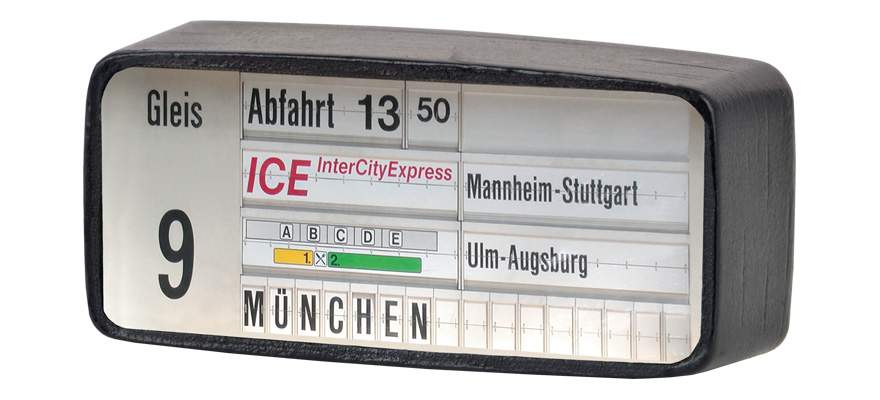 Gleis
9
Abfahrt 13 50
ICE InterCityExpress
Mannheim-Stuttgart
A B C D E
1. 2.
Ulm-Augsburg
MÜNCHEN